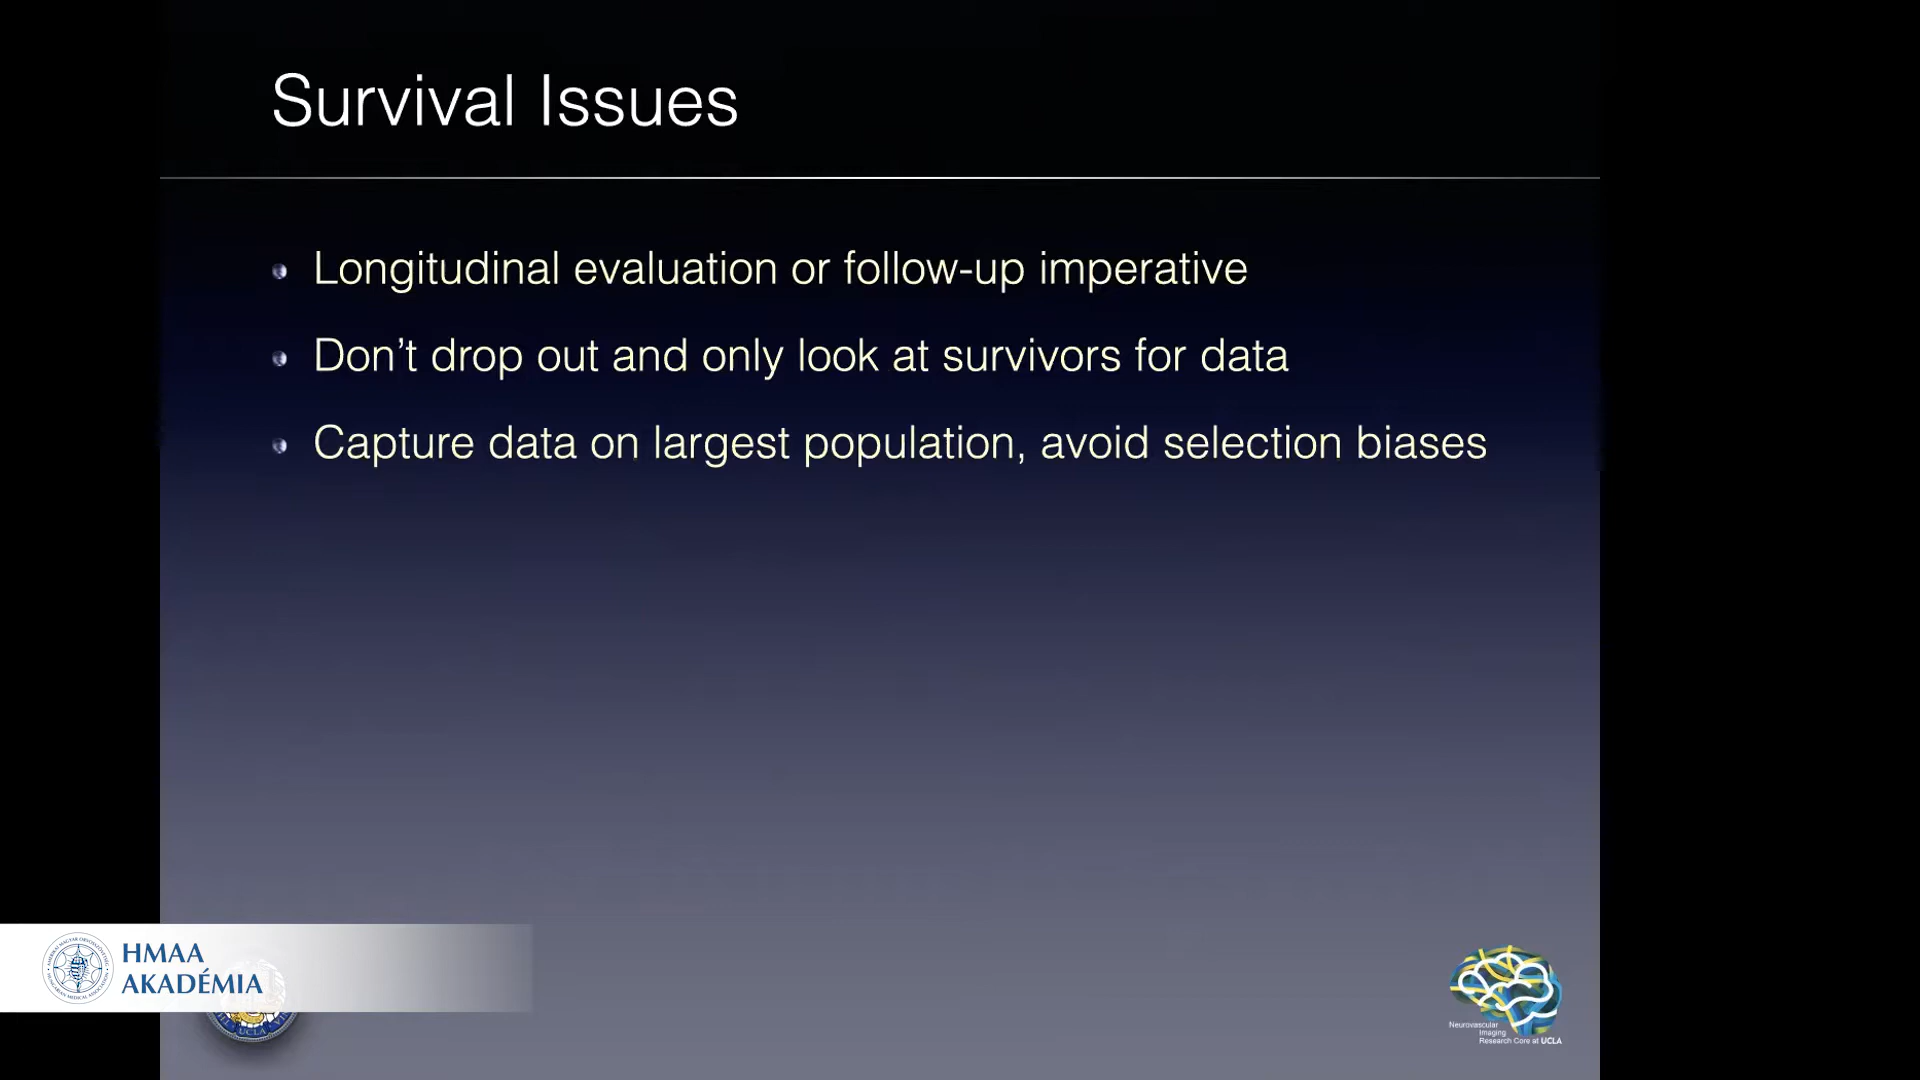 Survival Issues
Longitudinal evaluation or follow-up imperative
Don’t drop out and only look at survivors for data
Capture data on largest population, avoid selection biases
HMAA
AKADÉMIA
UCLA
Neurovascular
Imaging
Research Core at UCLA